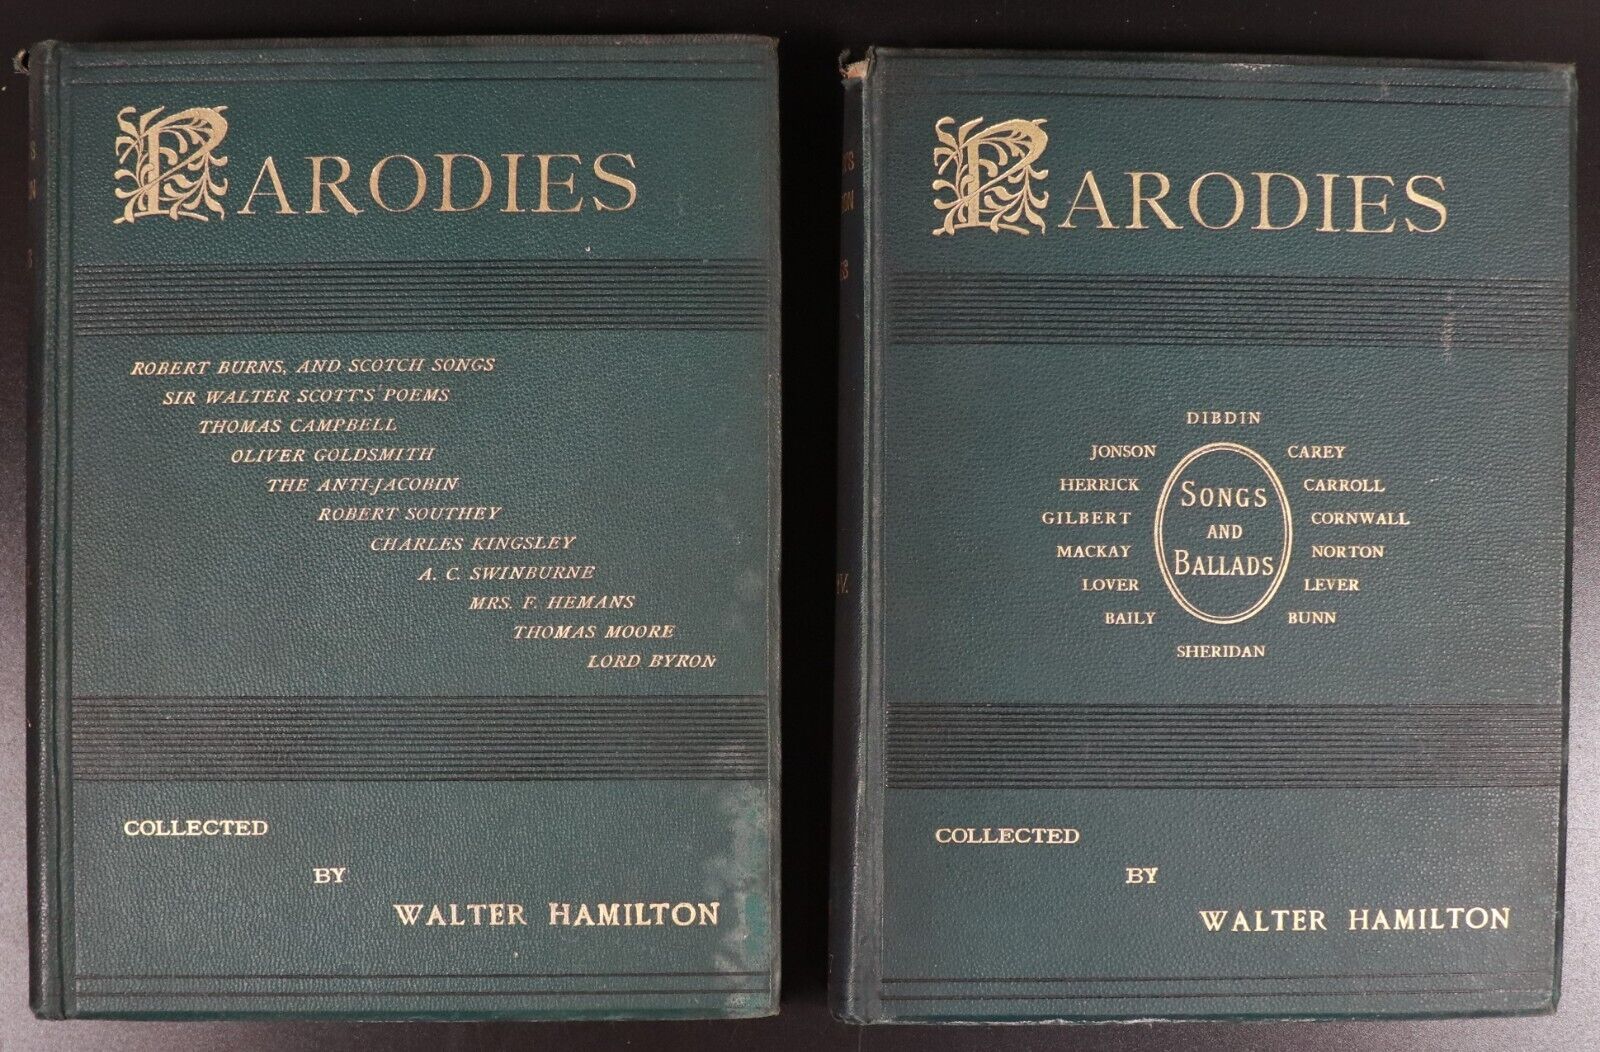 PARODIES
ROBERT BURNS, AND SCOTCH SONGS
SIR WALTER SCOTT'S POEMS
THOMAS CAMPBELL
OLIVER GOLDSMITH
THE ANTI-JACOBIN
ROBERT SOUTHEY
CHARLES KINGSLEY
A. C. SWINBURNE
MRS. F. HEMANS
THOMAS MOORE
LORD BYRON
COLLECTED
BY
WALTER HAMILTON
PARODIES
DIBDIN
JONSON CAREY
HERRICK CARROLL
GILBERT CORNWALL
MACKAY NORTON
LOVER LEVER
BAILY BUNN
SHERIDAN
SONGS
AND
BALLADS
COLLECTED
BY
WALTER HAMILTON